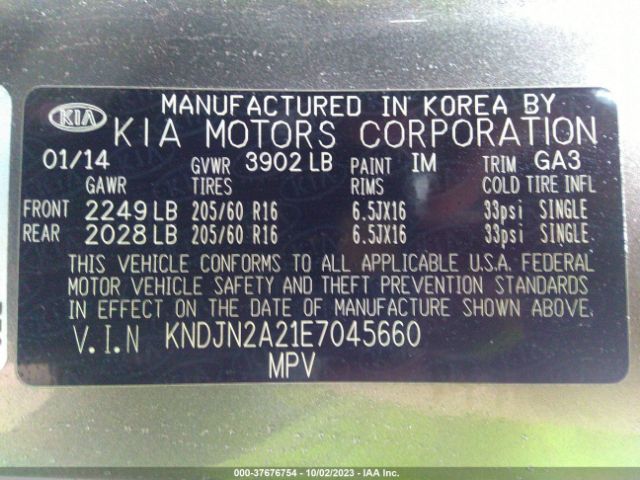 KIA
MANUFACTURED IN KOREA BY
KIA MOTORS CORPORATION
01/14 GVWR 3902 LB PAINT IM TRIM GA3
GAWR TIRES RIMS COLD TIRE INFL
FRONT 2249 LB 205/60 R16 6.5JX16 33psi SINGLE
REAR 2028 LB 205/60 R16 6.5JX16 33psi SINGLE
THIS VEHICLE CONFORMS TO ALL APPLICABLE U.S.A. FEDERAL
MOTOR VEHICLE SAFETY AND THEFT PREVENTION STANDARDS
IN EFFECT ON THE DATE OF MANUFACTURE SHOWN ABOVE.
V.I.N KNDJN2A21E7045660
MPV
000-37676754 - 10/02/2023 - IAA Inc.